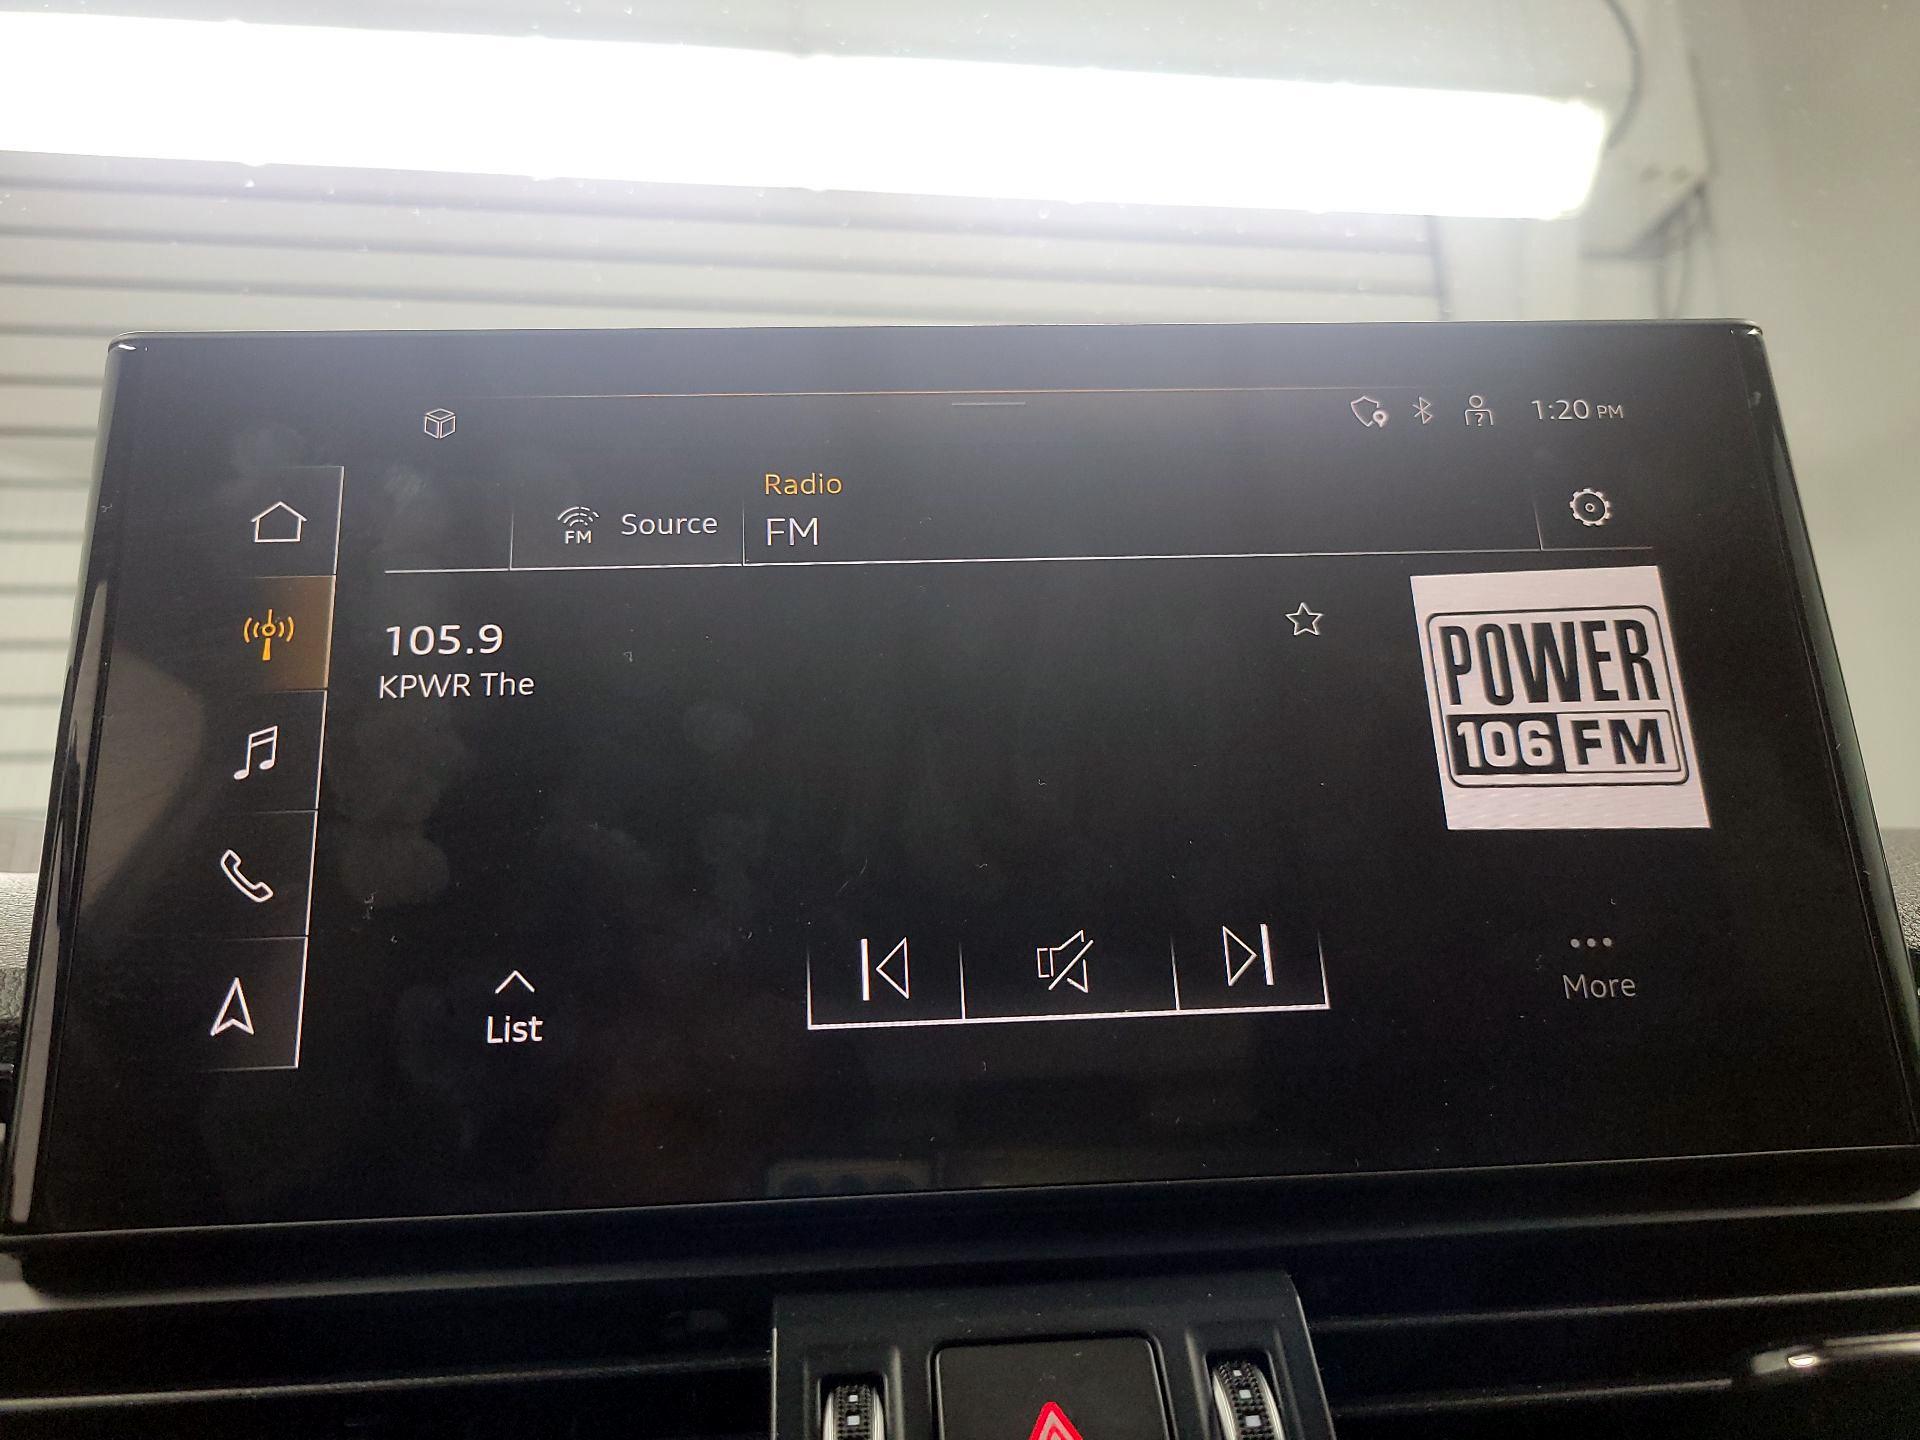 1:20 PM
Radio
FM Source
FM
105.9
KPWR The
POWER
106 FM
List
More